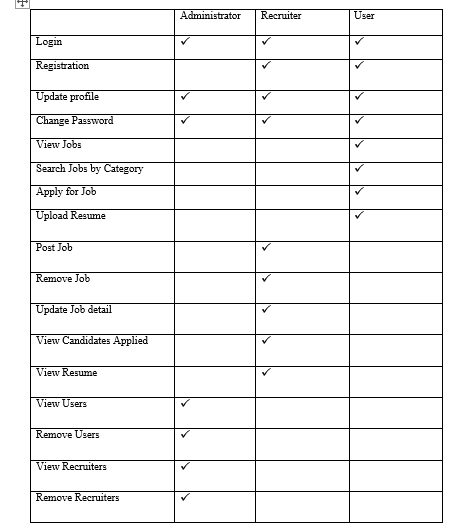 Administrator Recruiter User
Login ✓ ✓ ✓
Registration ✓ ✓
Update profile ✓ ✓ ✓
Change Password ✓ ✓ ✓
View Jobs ✓
Search Jobs by Category ✓
Apply for Job ✓
Upload Resume ✓
Post Job ✓
Remove Job ✓
Update Job detail ✓
View Candidates Applied ✓
View Resume ✓
View Users ✓
Remove Users ✓
View Recruiters ✓
Remove Recruiters ✓